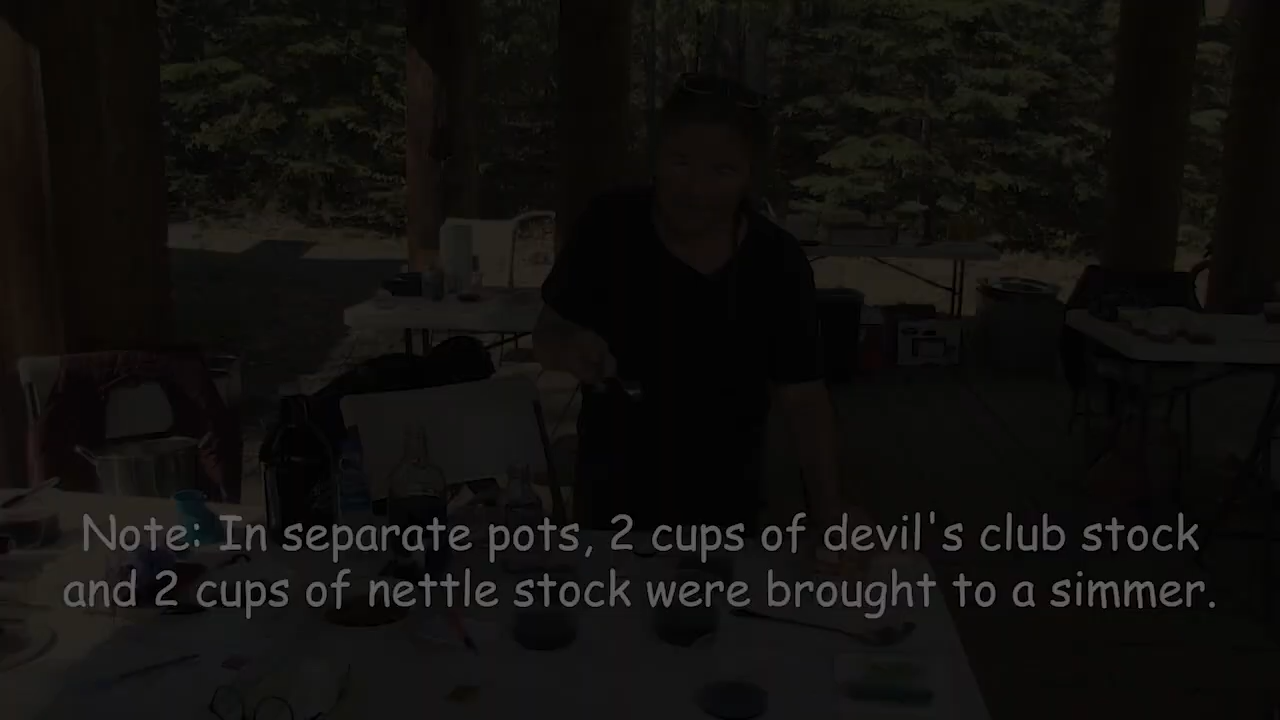 Note: In separate pots, 2 cups of devil's club stock
and 2 cups of nettle stock were brought to a simmer.